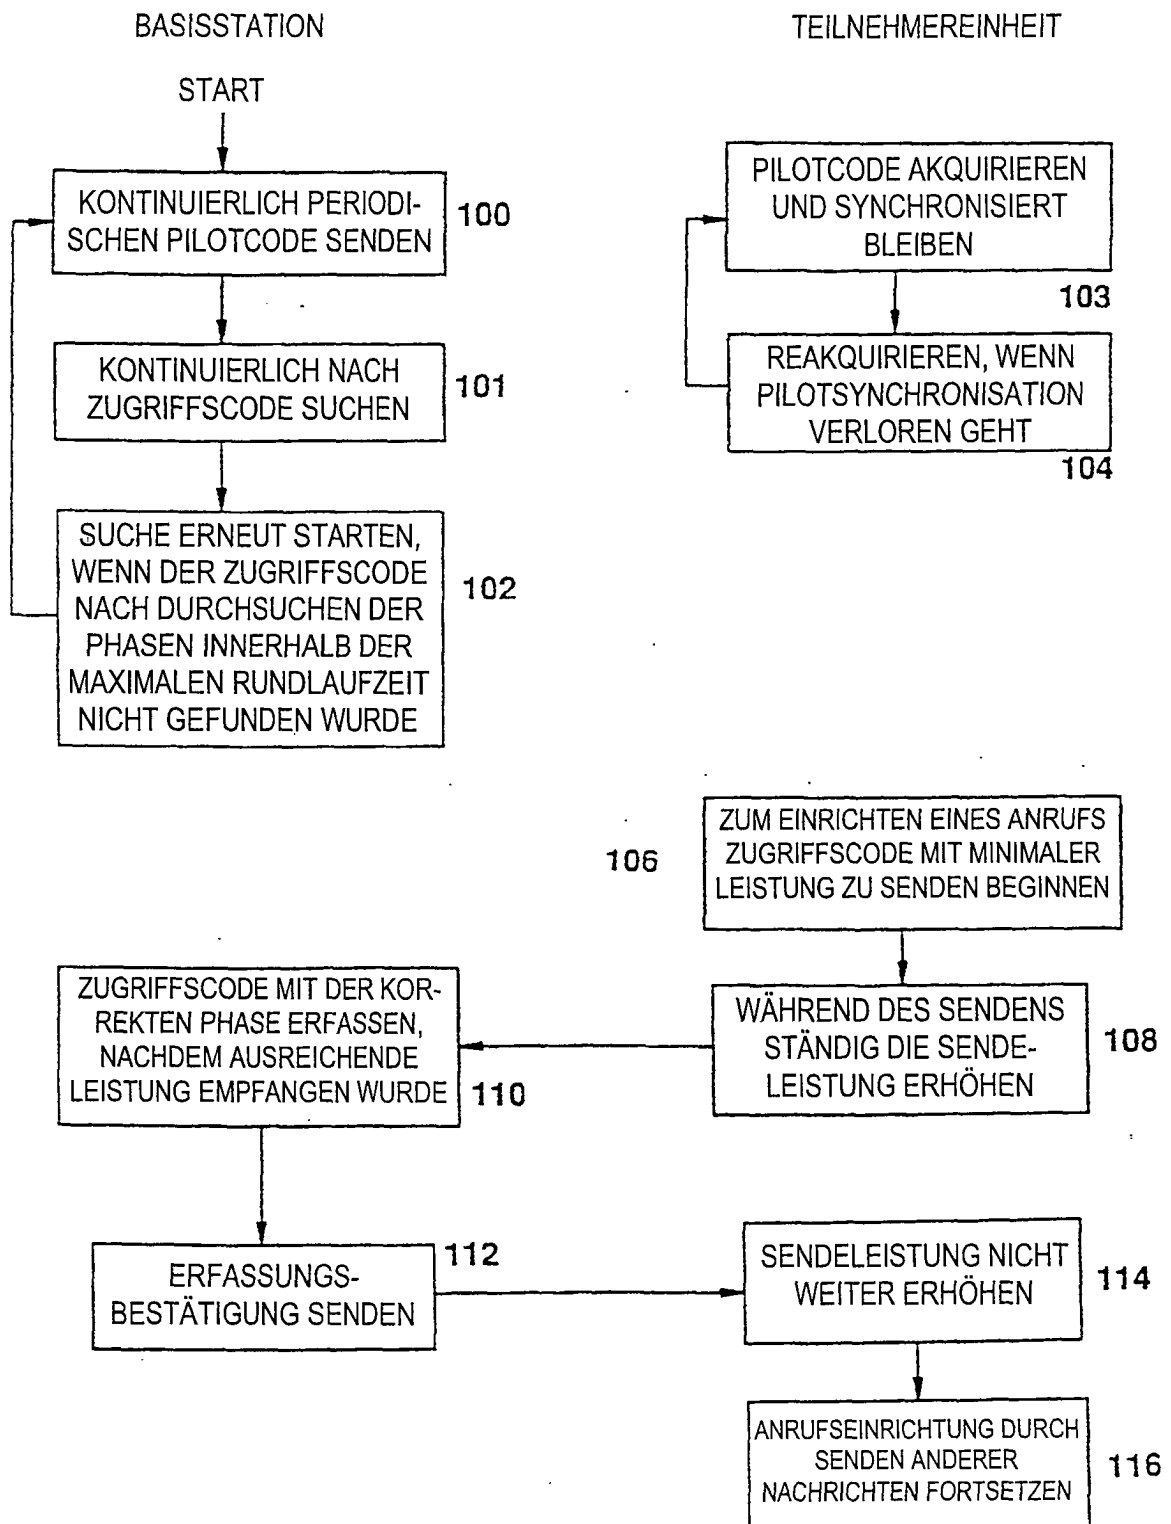 BASISSTATION
TEILNEHMEREINHEIT
START
KONTINUIERLICH PERIODI-
SCHEN PILOTCODE SENDEN
100
PILOTCODE AKQUIRIEREN
UND SYNCHRONISIERT
BLEIBEN
103
KONTINUIERLICH NACH
ZUGRIFFSCODE SUCHEN
101
REAKQUIRIEREN, WENN
PILOTSYNCHRONISATION
VERLOREN GEHT
104
SUCHE ERNEUT STARTEN,
WENN DER ZUGRIFFSCODE
NACH DURCHSUCHEN DER
PHASEN INNERHALB DER
MAXIMALEN RUNDLAUFZEIT
NICHT GEFUNDEN WURDE
102
ZUM EINRICHTEN EINES ANRUFS
ZUGRIFFSCODE MIT MINIMALER
LEISTUNG ZU SENDEN BEGINNEN
106
WÄHREND DES SENDENS
STÄNDIG DIE SENDE-
LEISTUNG ERHÖHEN
108
ZUGRIFFSCODE MIT DER KOR-
REKTEN PHASE ERFASSEN,
NACHDEM AUSREICHENDE
LEISTUNG EMPFANGEN WURDE
110
ERFASSUNGS-
BESTÄTIGUNG SENDEN
112
SENDELEISTUNG NICHT
WEITER ERHÖHEN
114
ANRUFSEINRICHTUNG DURCH
SENDEN ANDERER
NACHRICHTEN FORTSETZEN
116